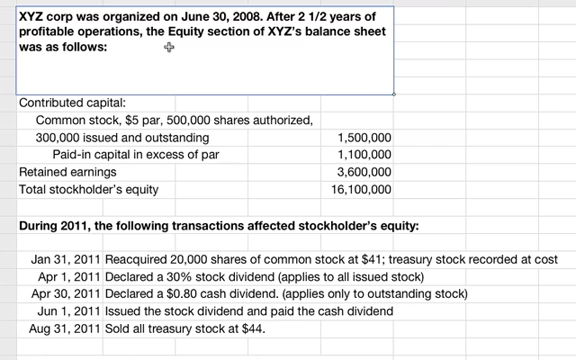 XYZ corp was organized on June 30, 2008. After 2 1/2 years of
profitable operations, the Equity section of XYZ's balance sheet
was as follows:
Contributed capital:
Common stock, $5 par, 500,000 shares authorized,
300,000 issued and outstanding 1,500,000
Paid-in capital in excess of par 1,100,000
Retained earnings 3,600,000
Total stockholder's equity 16,100,000
During 2011, the following transactions affected stockholder's equity:
Jan 31, 2011 Reacquired 20,000 shares of common stock at $41; treasury stock recorded at cost
Apr 1, 2011 Declared a 30% stock dividend (applies to all issued stock)
Apr 30, 2011 Declared a $0.80 cash dividend. (applies only to outstanding stock)
Jun 1, 2011 Issued the stock dividend and paid the cash dividend
Aug 31, 2011 Sold all treasury stock at $44.